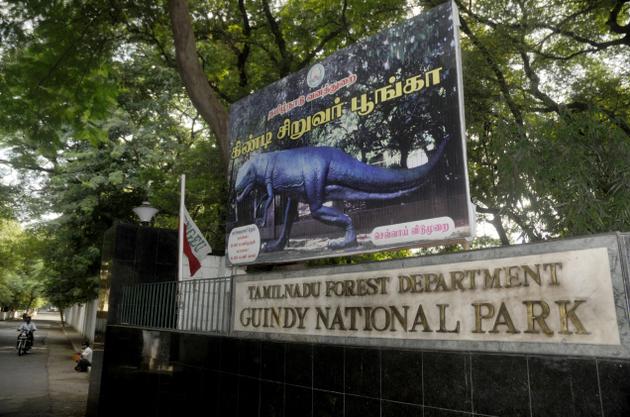 தமிழ்நாடு வனத்துறை
கிண்டி சிறுவர் பூங்கா
செவ்வாய் விடுமுறை
TAMILNADU FOREST DEPARTMENT
GUINDY NATIONAL PARK